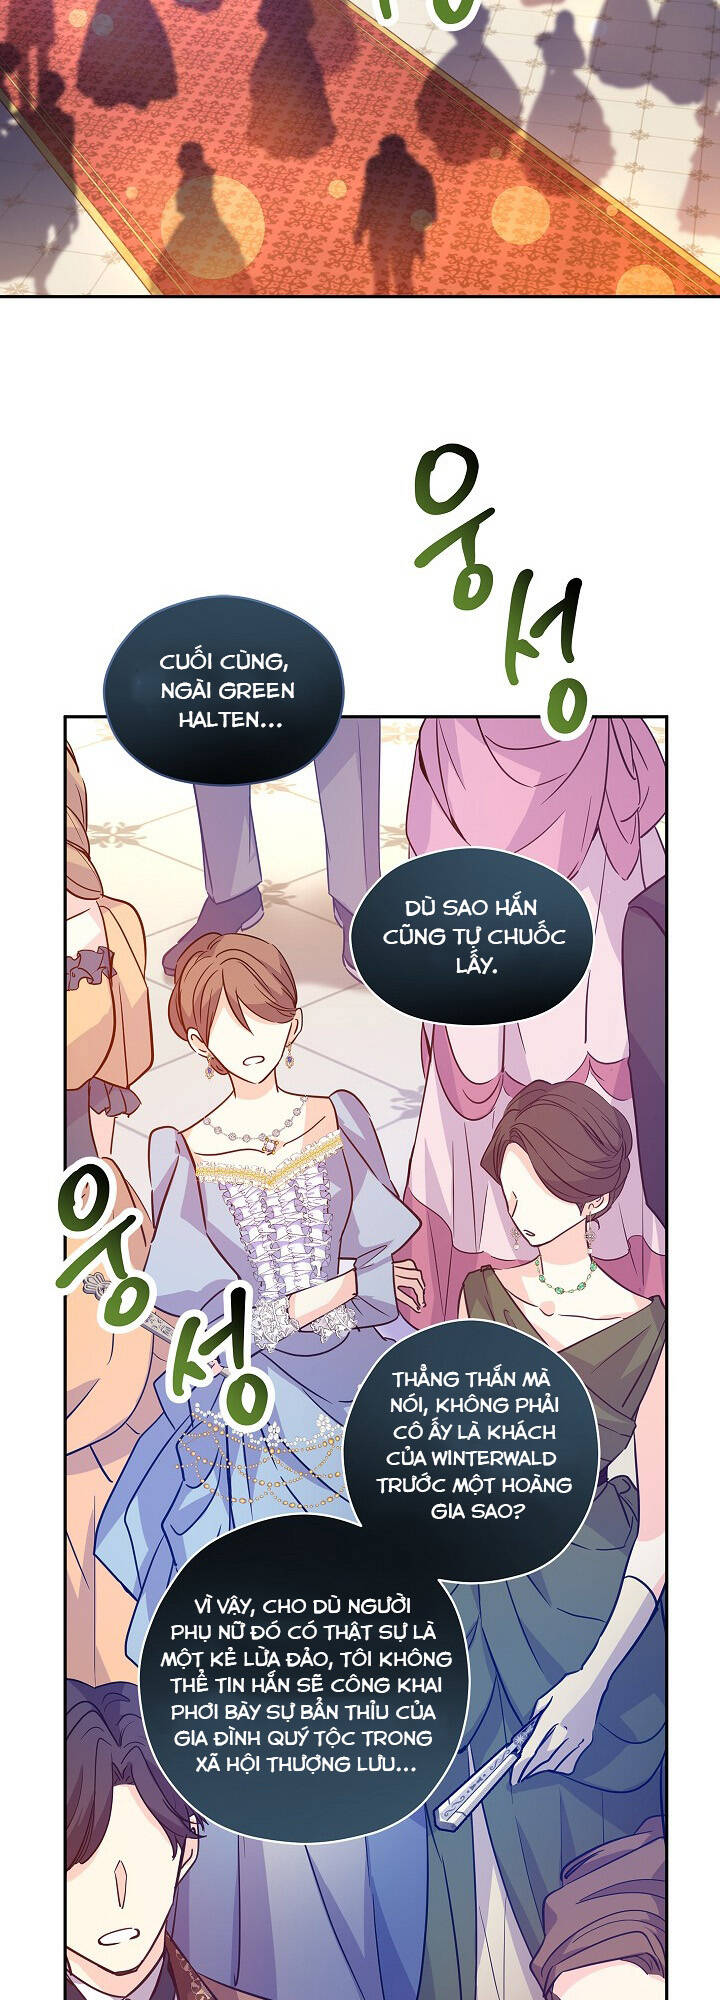 웅성
CUỐI CÙNG,
NGÀI GREEN
HALTEN...
DÙ SAO HẮN
CŨNG TỰ CHUỐC
LẤY.
웅성
THẲNG THẮN MÀ
NÓI, KHÔNG PHẢI
CÔ ẤY LÀ KHÁCH
CỦA WINTERWALD
TRƯỚC MỘT HOÀNG
GIA SAO?
VÌ VẬY, CHO DÙ NGƯỜI
PHỤ NỮ ĐÓ CÓ THẬT SỰ LÀ
MỘT KẺ LỪA ĐẢO, TÔI KHÔNG
THỂ TIN HẮN SẼ CÔNG KHAI
PHƠI BÀY SỰ BẨN THỈU CỦA
GIA ĐÌNH QUÝ TỘC TRONG
XÃ HỘI THƯỢNG LƯU...